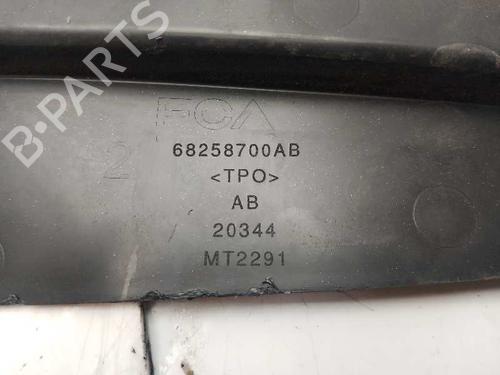 FCA
2
68258700AB
<TPO>
AB
20344
MT2291
B-PARTS